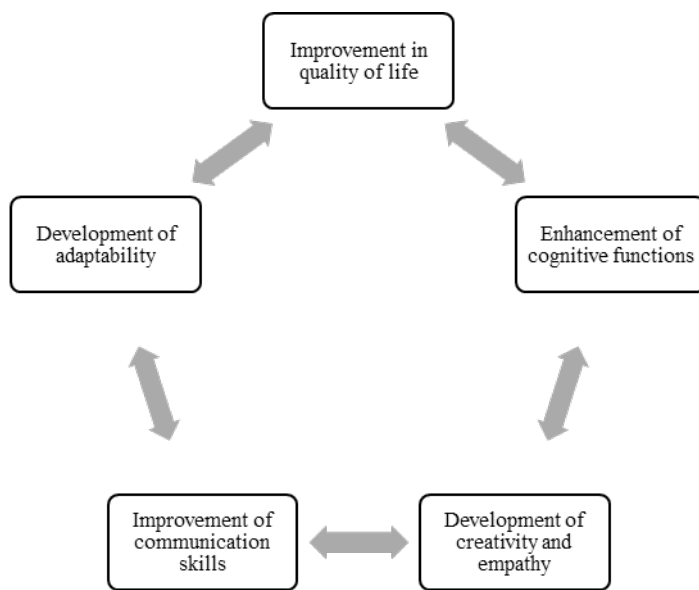 Improvement in
quality of life
Development of
adaptability
Enhancement of
cognitive functions
Improvement of
communication
skills
Development of
creativity and
empathy